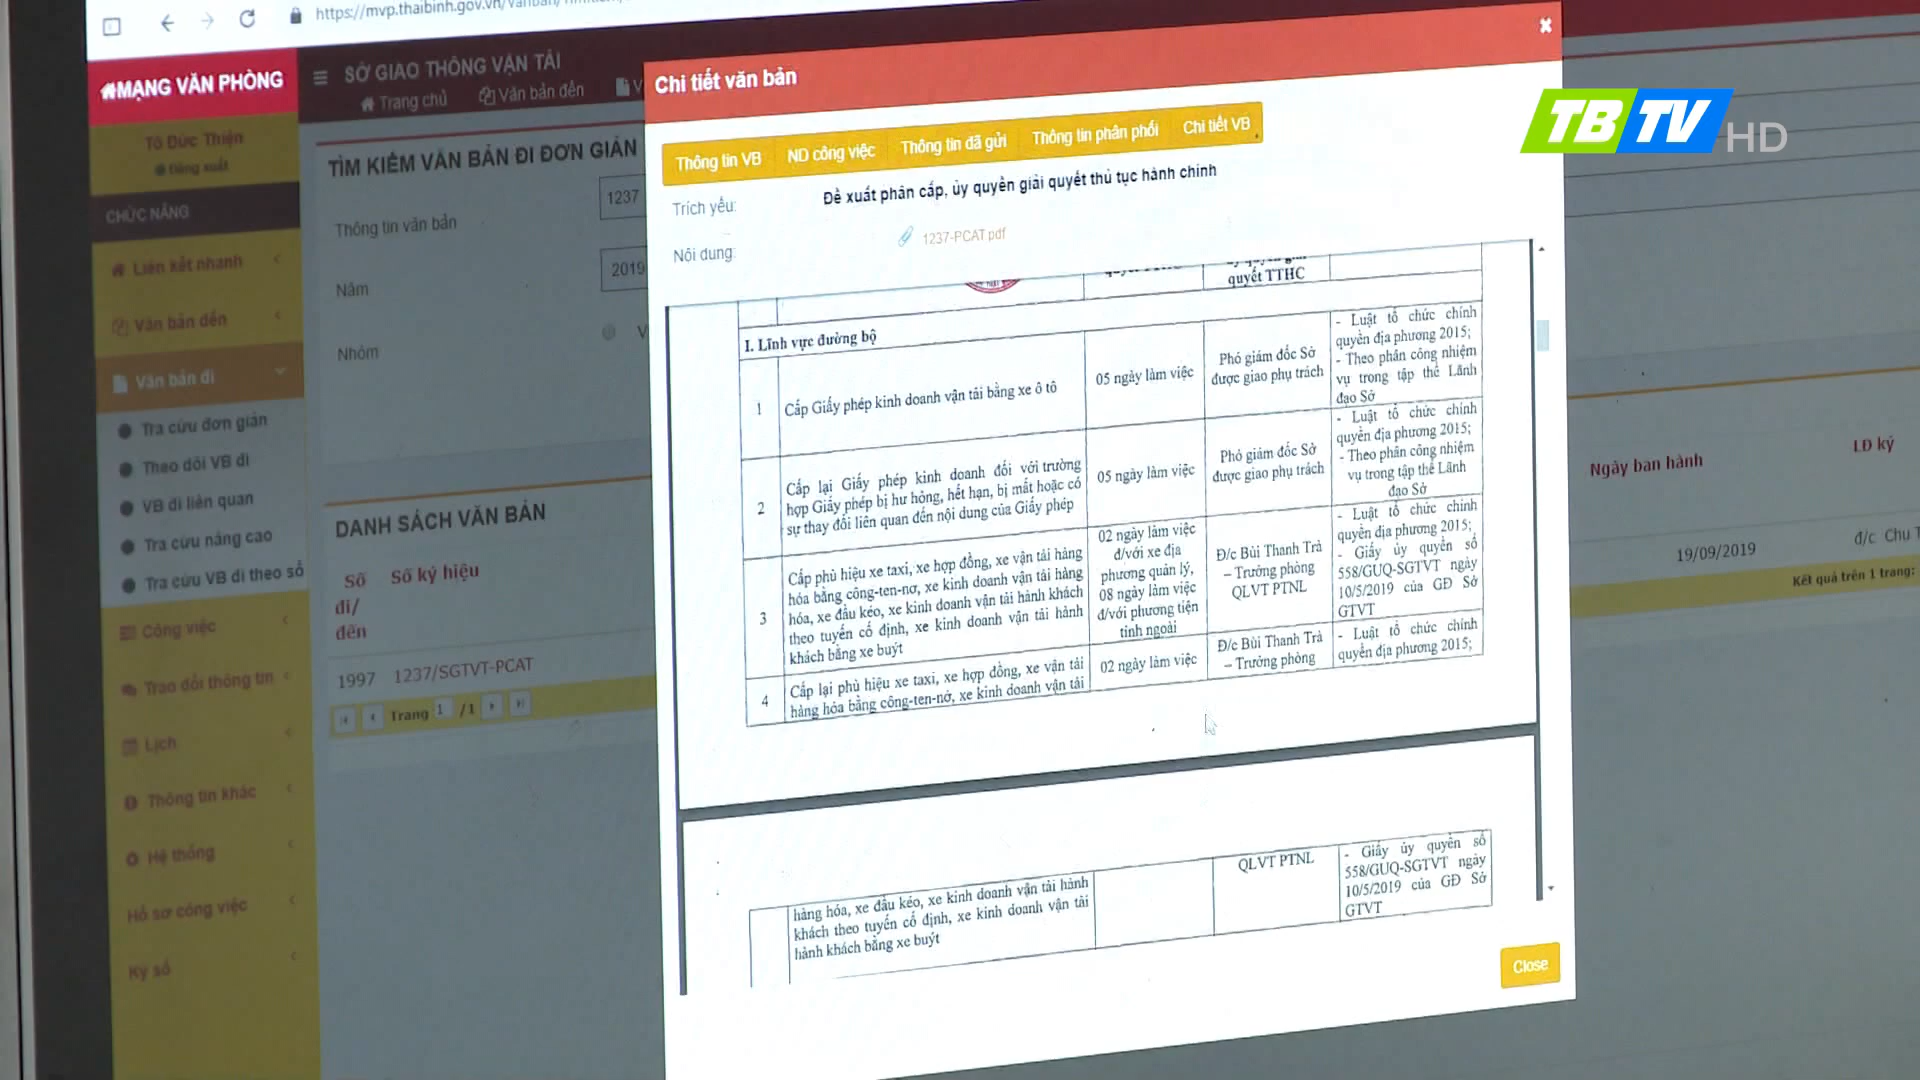 https://mvp.thaibinh.gov.vn/
MẠNG VĂN PHÒNG
Tô Đức Thiện
Đăng xuất
CHỨC NĂNG
Liên kết nhanh
Văn bản đến
Văn bản đi
Tra cứu đơn giản
Theo dõi VB đi
VB đi liên quan
Tra cứu nâng cao
Tra cứu VB đi theo sổ
Công việc
Trao đổi thông tin
Lịch
Thông tin khác
Hệ thống
Hồ sơ công việc
Ký số
SỞ GIAO THÔNG VẬN TẢI
Trang chủ
Văn bản đến
V
TÌM KIẾM VĂN BẢN ĐI ĐƠN GIẢN
Thông tin văn bản
1237
Năm
2019
Nhóm
V
DANH SÁCH VĂN BẢN
Số đi/ đến
Số ký hiệu
1997
1237/SGTVT-PCAT
Trang 1 /1
Chi tiết văn bản
Thông tin VB
ND công việc
Thông tin đã gửi
Thông tin phân phối
Chi tiết VB
Trích yếu:
Đề xuất phân cấp, ủy quyền giải quyết thủ tục hành chính
Nội dung:
1237-PCAT.pdf
quyết TTHC
I. Lĩnh vực đường bộ
1
Cấp Giấy phép kinh doanh vận tải bằng xe ô tô
05 ngày làm việc
Phó giám đốc Sở
được giao phụ trách
- Luật tổ chức chính
quyền địa phương 2015;
- Theo phân công nhiệm
vụ trong tập thể Lãnh
đạo Sở
2
Cấp lại Giấy phép kinh doanh đối với trường
hợp Giấy phép bị hư hỏng, hết hạn, bị mất hoặc có
sự thay đổi liên quan đến nội dung của Giấy phép
05 ngày làm việc
Phó giám đốc Sở
được giao phụ trách
- Luật tổ chức chính
quyền địa phương 2015;
- Theo phân công nhiệm
vụ trong tập thể Lãnh
đạo Sở
3
Cấp phù hiệu xe taxi, xe hợp đồng, xe vận tải hàng
hóa bằng công-ten-nơ, xe kinh doanh vận tải hàng
hóa, xe đầu kéo, xe kinh doanh vận tải hành khách
theo tuyến cố định, xe kinh doanh vận tải hành
khách bằng xe buýt
02 ngày làm việc
đ/với xe địa
phương quản lý,
08 ngày làm việc
đ/với phương tiện
tỉnh ngoài
Đ/c Bùi Thanh Trà
– Trưởng phòng
QLVT PTNL
- Luật tổ chức chính
quyền địa phương 2015;
- Giấy ủy quyền số
558/GUQ-SGTVT ngày
10/5/2019 của GĐ Sở
GTVT
4
Cấp lại phù hiệu xe taxi, xe hợp đồng, xe vận tải
hàng hóa bằng công-ten-nơ, xe kinh doanh vận tải
02 ngày làm việc
Đ/c Bùi Thanh Trà
– Trưởng phòng
- Luật tổ chức chính
quyền địa phương 2015;
hàng hóa, xe đầu kéo, xe kinh doanh vận tải hành
khách theo tuyến cố định, xe kinh doanh vận tải
hành khách bằng xe buýt
QLVT PTNL
- Giấy ủy quyền số
558/GUQ-SGTVT ngày
10/5/2019 của GĐ Sở
GTVT
Close
TBTV HD
Ngày ban hành
LĐ ký
19/09/2019
đ/c Chu T
Kết quả trên 1 trang: